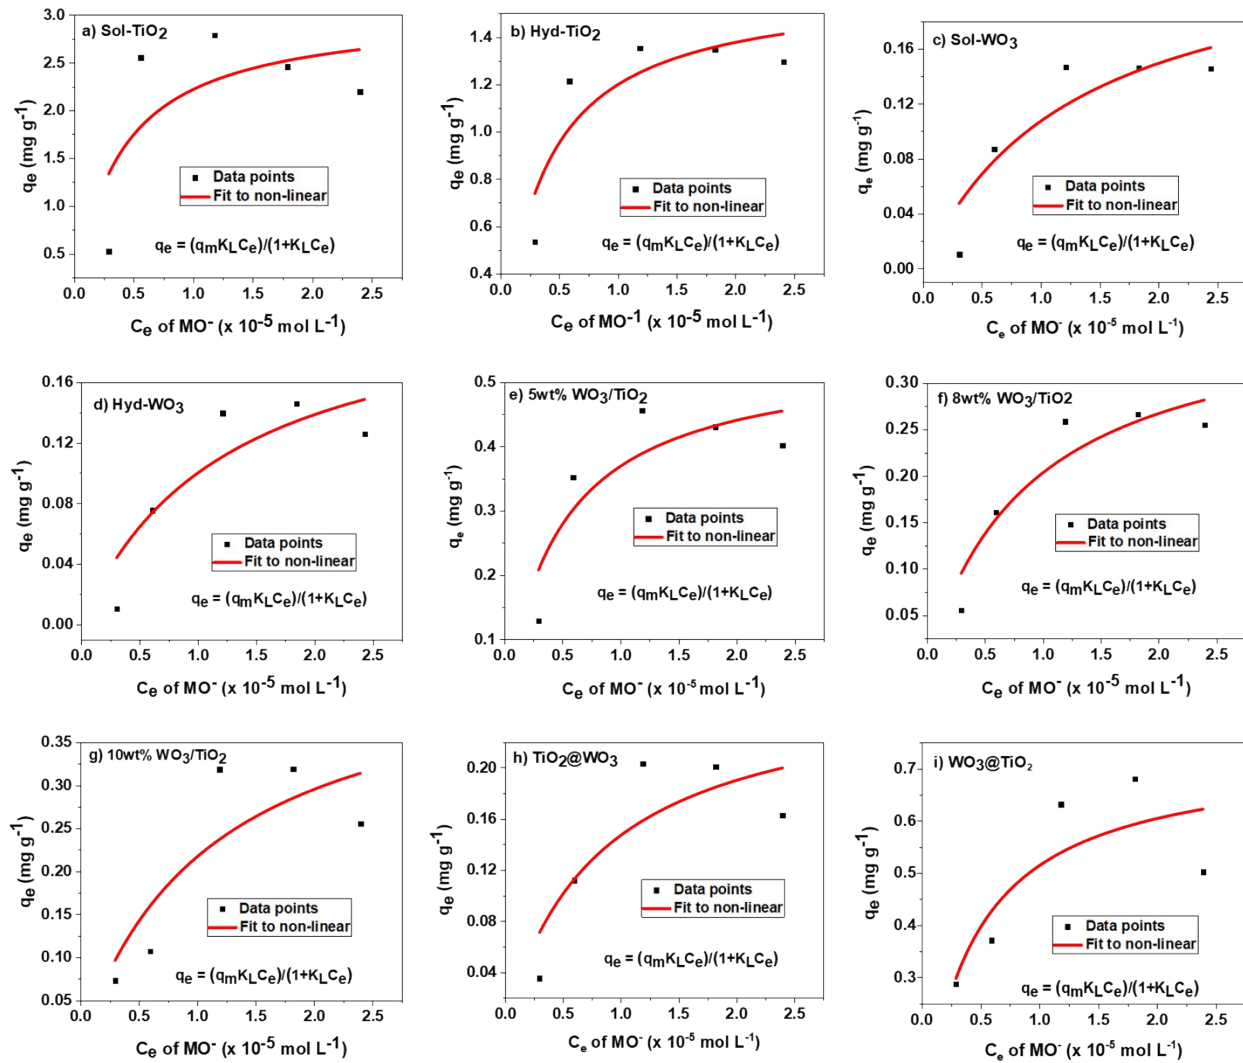 a) Sol-TiO2
3.0
2.5
2.0
1.5
1.0
0.5
qe (mg g-1)
Data points
Fit to non-linear
qe = (qmKLCe)/(1+KLCe)
0.0 0.5 1.0 1.5 2.0 2.5
Ce of MO- (x 10-5 mol L-1)
b) Hyd-TiO2
1.4
1.2
1.0
0.8
0.6
0.4
qe (mg g-1)
Data points
Fit to non-linear
qe = (qmKLCe)/(1+KLCe)
0.0 0.5 1.0 1.5 2.0 2.5
Ce of MO-1 (x 10-5 mol L-1)
c) Sol-WO3
0.16
0.12
0.08
0.04
0.00
qe (mg g-1)
Data points
Fit to non-linear
qe = (qmKLCe)/(1+KLCe)
0.0 0.5 1.0 1.5 2.0 2.5
Ce of MO- (x 10-5 mol L-1)
d) Hyd-WO3
0.16
0.12
0.08
0.04
0.00
qe (mg g-1)
Data points
Fit to non-linear
qe = (qmKLCe)/(1+KLCe)
0.0 0.5 1.0 1.5 2.0 2.5
Ce of MO- (x 10-5 mol L-1)
e) 5wt% WO3/TiO2
0.5
0.4
0.3
0.2
0.1
qe (mg g-1)
Data points
Fit to non-linear
qe = (qmKLCe)/(1+KLCe)
0.0 0.5 1.0 1.5 2.0 2.5
Ce of MO- (x 10-5 mol L-1)
f) 8wt% WO3/TiO2
0.30
0.25
0.20
0.15
0.10
0.05
qe (mg g-1)
Data points
Fit to non-linear
qe = (qmKLCe)/(1+KLCe)
0.0 0.5 1.0 1.5 2.0 2.5
Ce of MO- (x 10-5 mol L-1)
g) 10wt% WO3/TiO2
0.35
0.30
0.25
0.20
0.15
0.10
0.05
qe (mg g-1)
Data points
Fit to non-linear
qe = (qmKLCe)/(1+KLCe)
0.0 0.5 1.0 1.5 2.0 2.5
Ce of MO- (x 10-5 mol L-1)
h) TiO2@WO3
0.20
0.16
0.12
0.08
0.04
qe (mg g-1)
Data points
Fit to non-linear
qe = (qmKLCe)/(1+KLCe)
0.0 0.5 1.0 1.5 2.0 2.5
Ce of MO- (x 10-5 mol L-1)
i) WO3@TiO2
0.7
0.6
0.5
0.4
0.3
qe (mg g-1)
Data points
Fit to non-linear
qe = (qmKLCe)/(1+KLCe)
0.0 0.5 1.0 1.5 2.0 2.5
Ce of MO- (x 10-5 mol L-1)